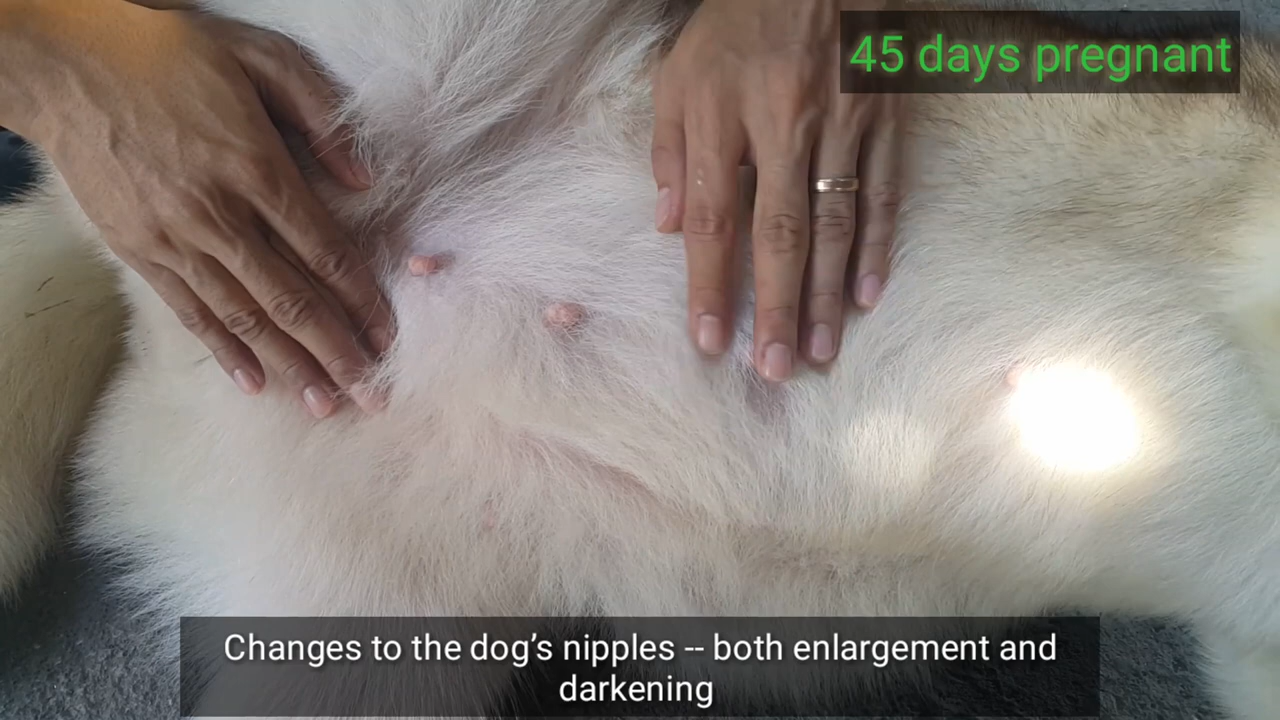 45 days pregnant
Changes to the dog’s nipples -- both enlargement and
darkening